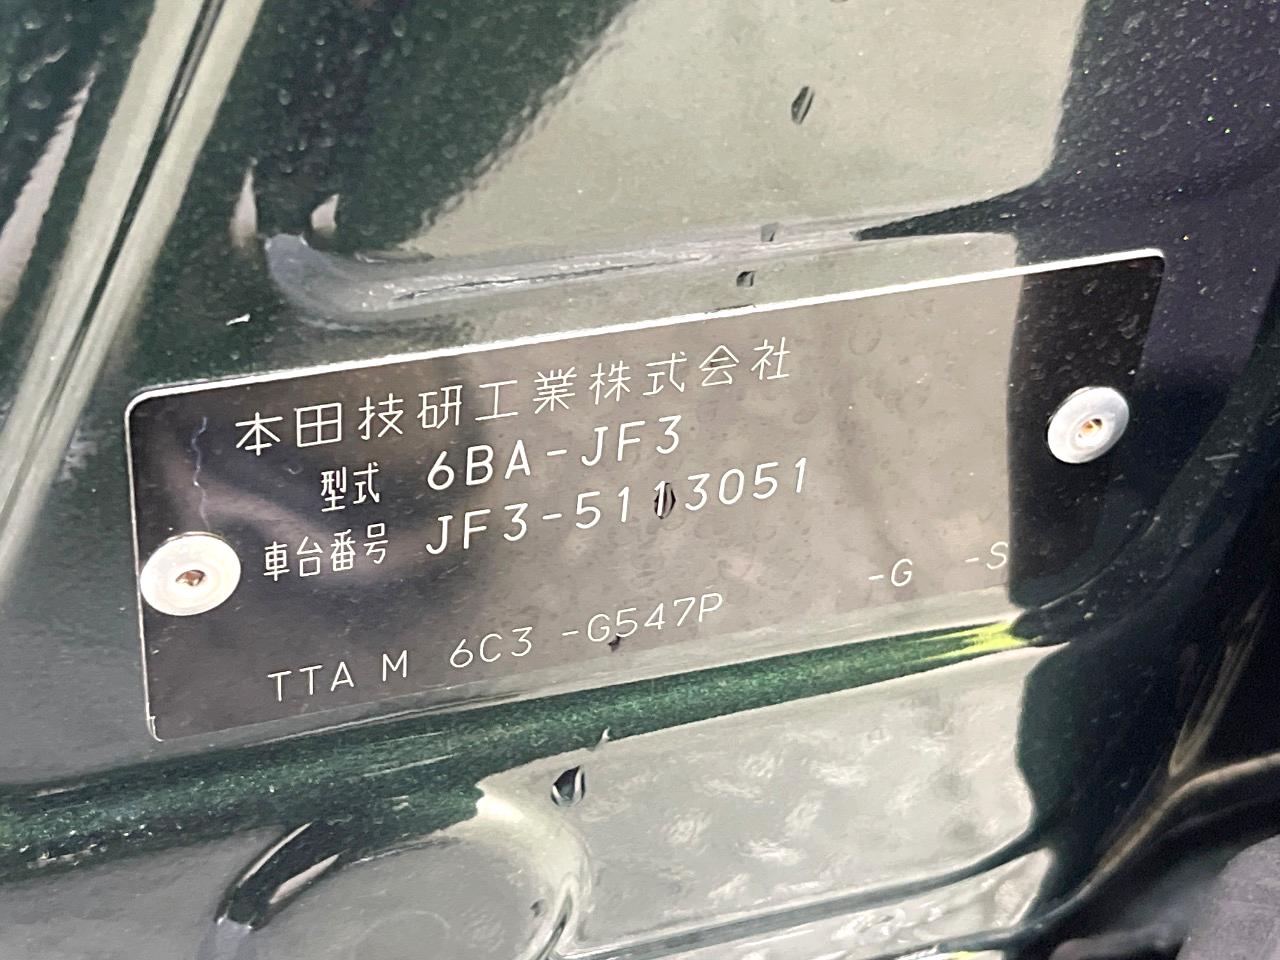 本田技研工業株式会社
型式 6BA-JF3
車台番号 JF3-5113051
-G -S
TTA M 6C3 -G547P